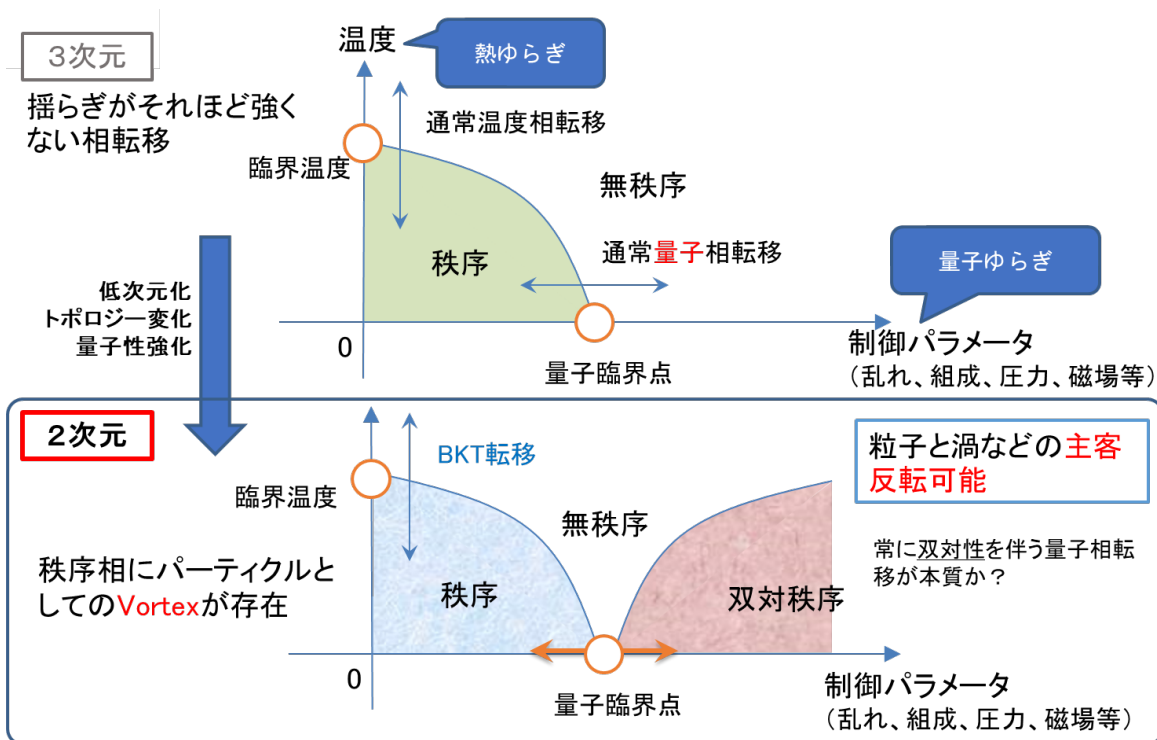 3次元
揺らぎがそれほど強く
ない相転移
温度
熱ゆらぎ
通常温度相転移
臨界温度
無秩序
秩序
通常量子相転移
量子ゆらぎ
0
量子臨界点
制御パラメータ
(乱れ、組成、圧力、磁場等)
低次元化
トポロジー変化
量子性強化
2次元
BKT転移
臨界温度
無秩序
粒子と渦などの主客
反転可能
常に双対性を伴う量子相転
移が本質か?
秩序相にパーティクルと
してのVortexが存在
秩序
双対秩序
0
量子臨界点
制御パラメータ
(乱れ、組成、圧力、磁場等)